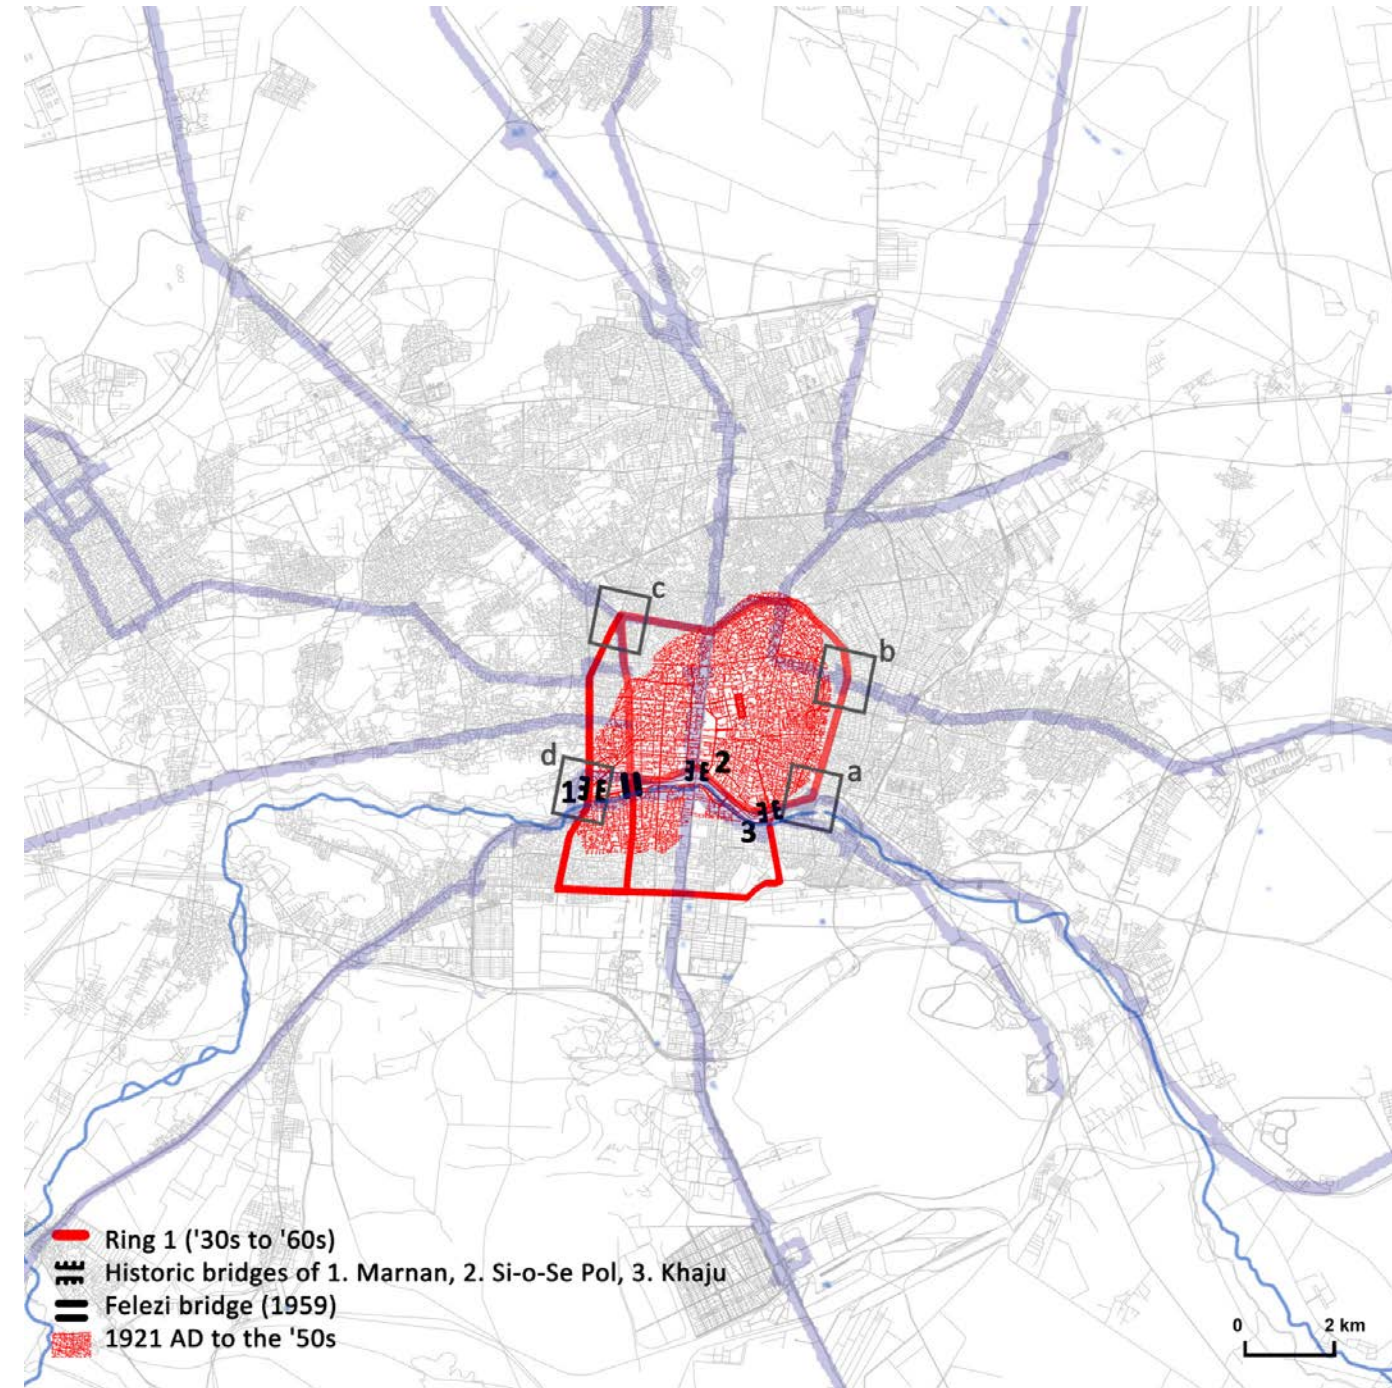 c
b
d
a
2
1
3
Ring 1 ('30s to '60s)
Historic bridges of 1. Marnan, 2. Si-o-Se Pol, 3. Khaju
Felezi bridge (1959)
1921 AD to the '50s
0 2 km